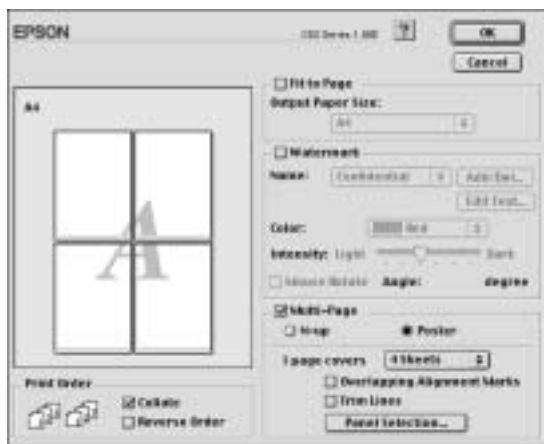 EPSON
OK
Cancel
Fit to Page
Output Paper Size:
A4
A4
Watermark
Name: Confidential Add/Del...
Edit Text...
Color: Red
Intensity: Light Dark
Mouse Rotate Angle: degree
Multi-Page
N-up Poster
1 page covers 4 Sheets
Overlapping Alignment Marks
Trim Lines
Panel Selection...
Print Order
Collate
Reverse Order
A